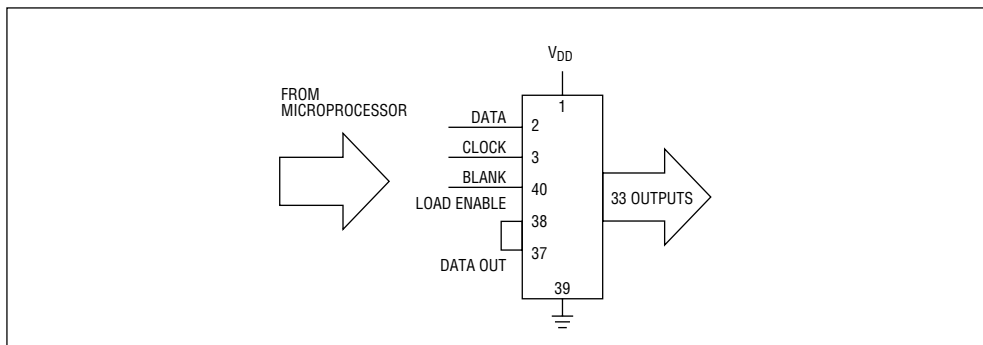 FROM
MICROPROCESSOR
V_DD
1
DATA
2
CLOCK
3
BLANK
40
LOAD ENABLE
38
37
DATA OUT
39
33 OUTPUTS